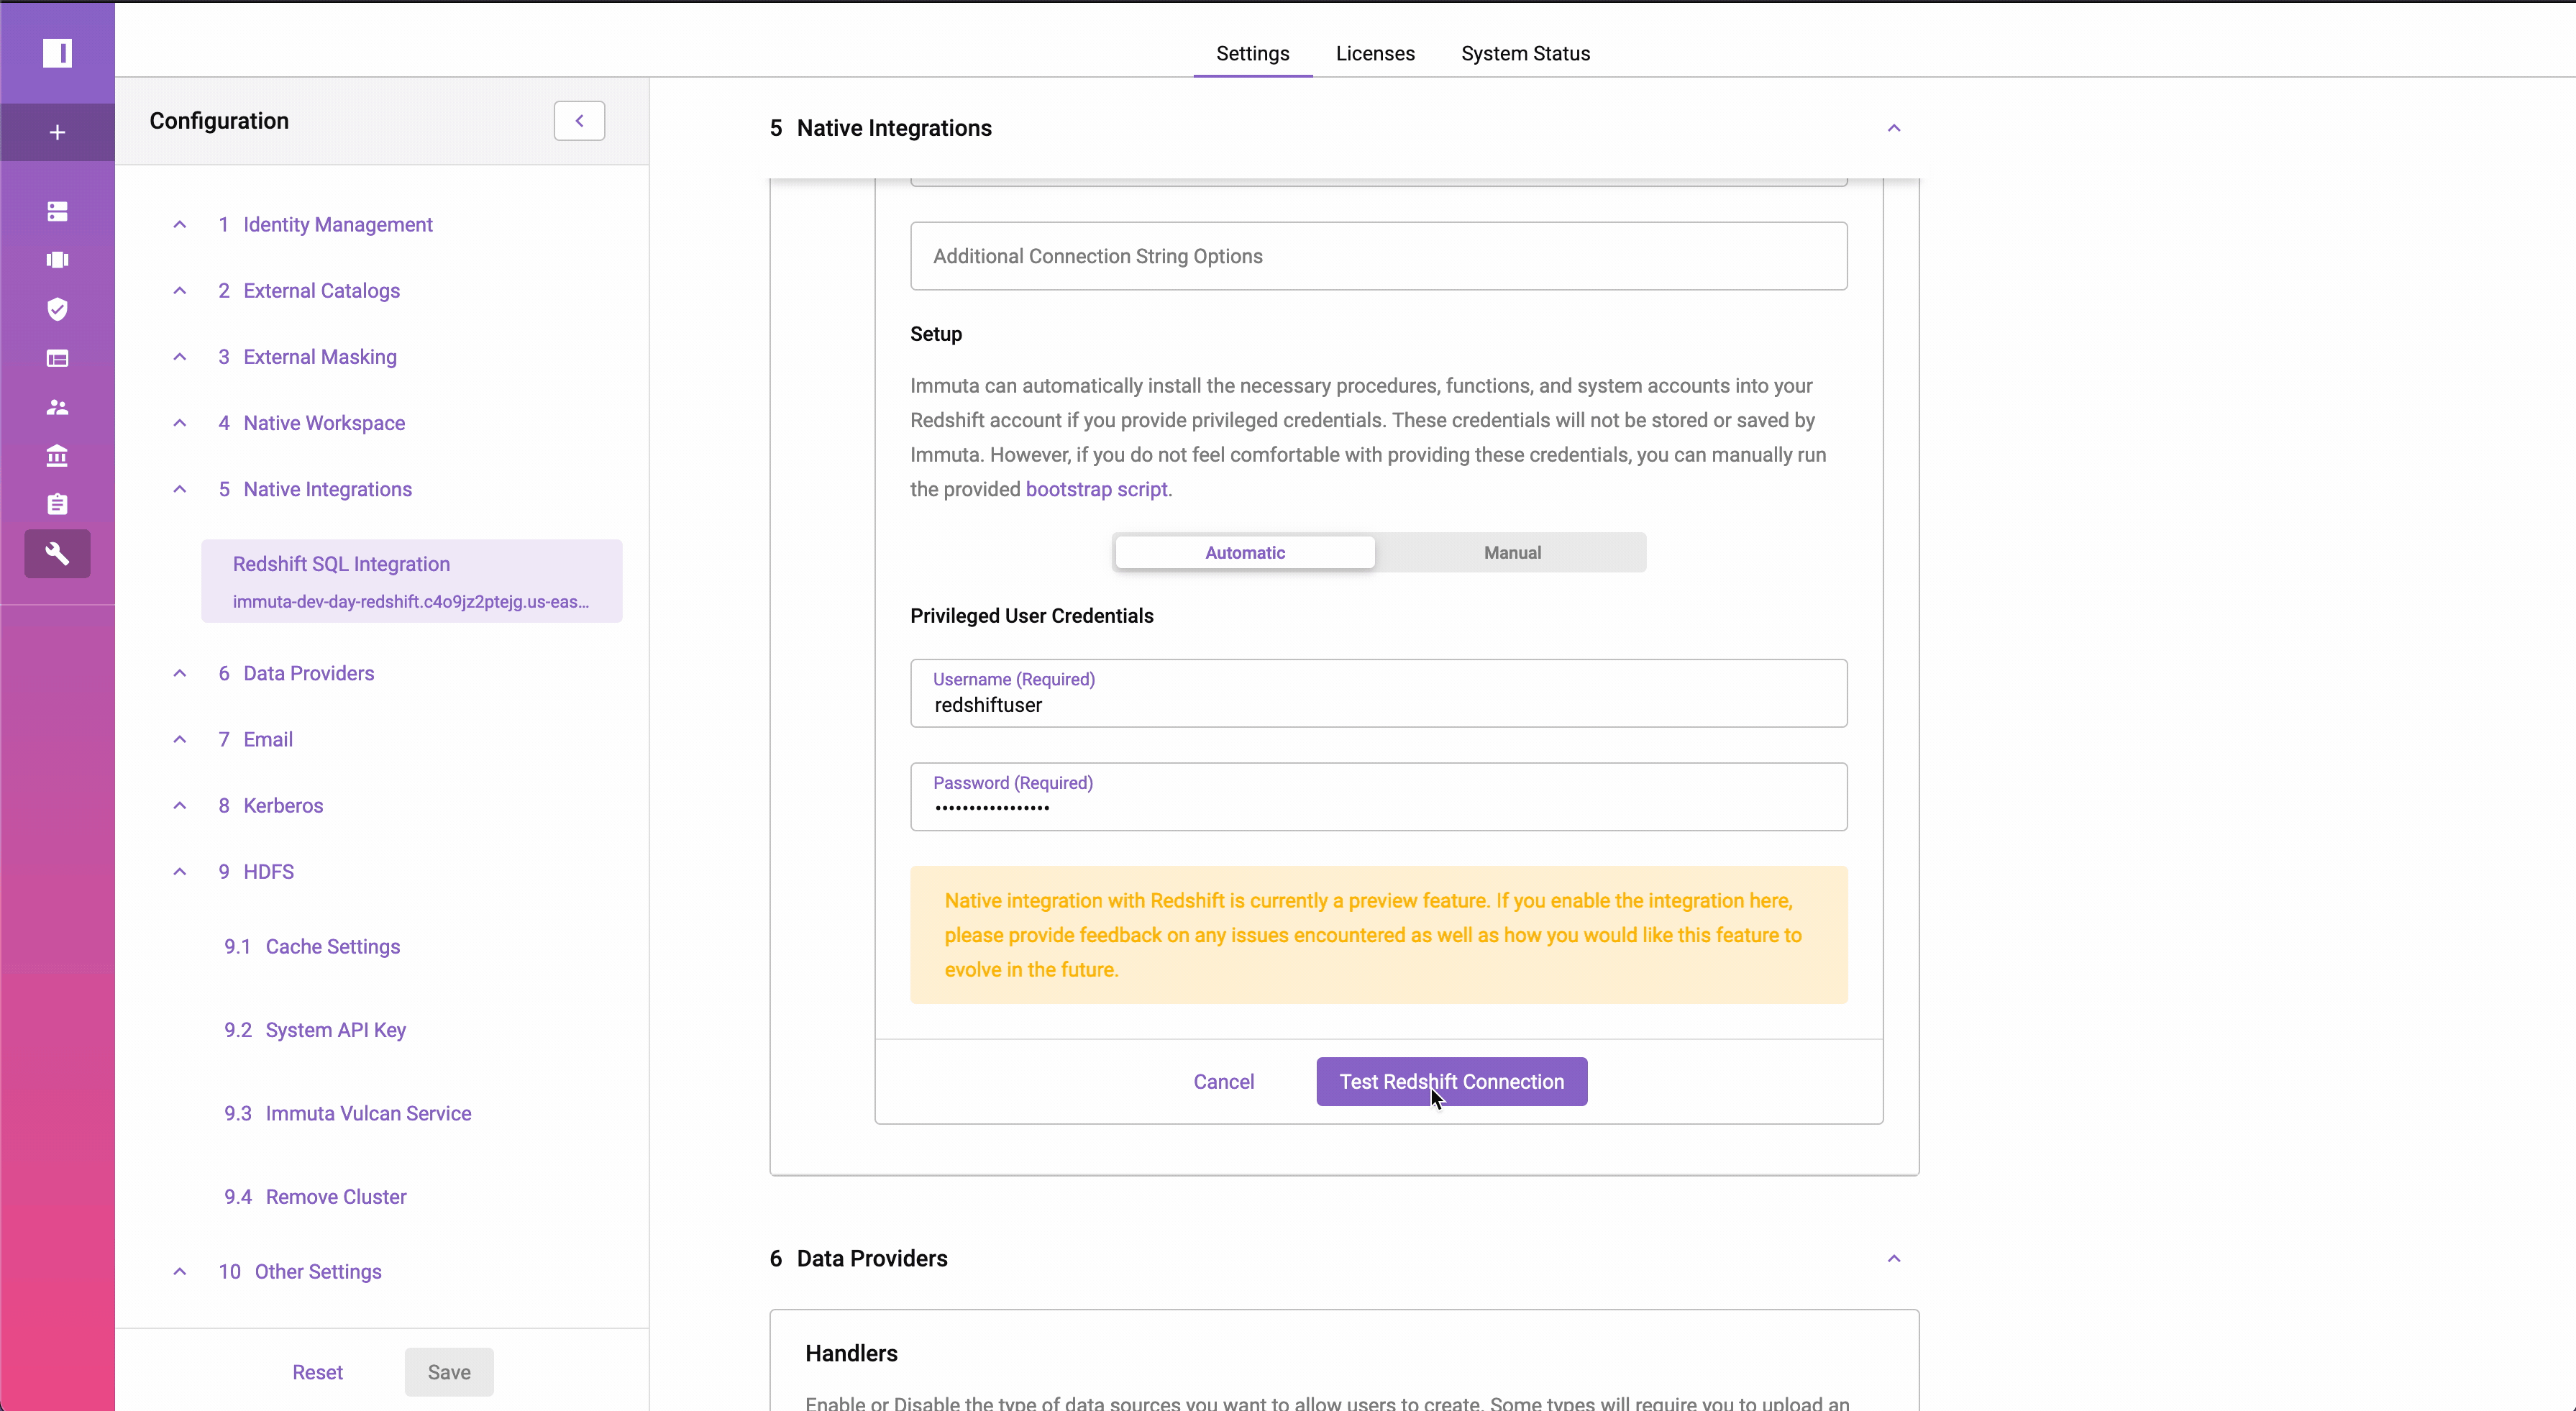 Settings Licenses System Status
Configuration
1 Identity Management
2 External Catalogs
3 External Masking
4 Native Workspace
5 Native Integrations
Redshift SQL Integration
immuta-dev-day-redshift.c4o9jz2ptejg.us-eas...
6 Data Providers
7 Email
8 Kerberos
9 HDFS
9.1 Cache Settings
9.2 System API Key
9.3 Immuta Vulcan Service
9.4 Remove Cluster
10 Other Settings
Reset Save
5 Native Integrations
Additional Connection String Options
Setup
Immuta can automatically install the necessary procedures, functions, and system accounts into your
Redshift account if you provide privileged credentials. These credentials will not be stored or saved by
Immuta. However, if you do not feel comfortable with providing these credentials, you can manually run
the provided bootstrap script.
Automatic Manual
Privileged User Credentials
Username (Required)
redshiftuser
Password (Required)
•••••••••••••••••
Native integration with Redshift is currently a preview feature. If you enable the integration here,
please provide feedback on any issues encountered as well as how you would like this feature to
evolve in the future.
Cancel Test Redshift Connection
6 Data Providers
Handlers
Enable or Disable the type of data sources you want to allow users to create. Some types will require you to upload an